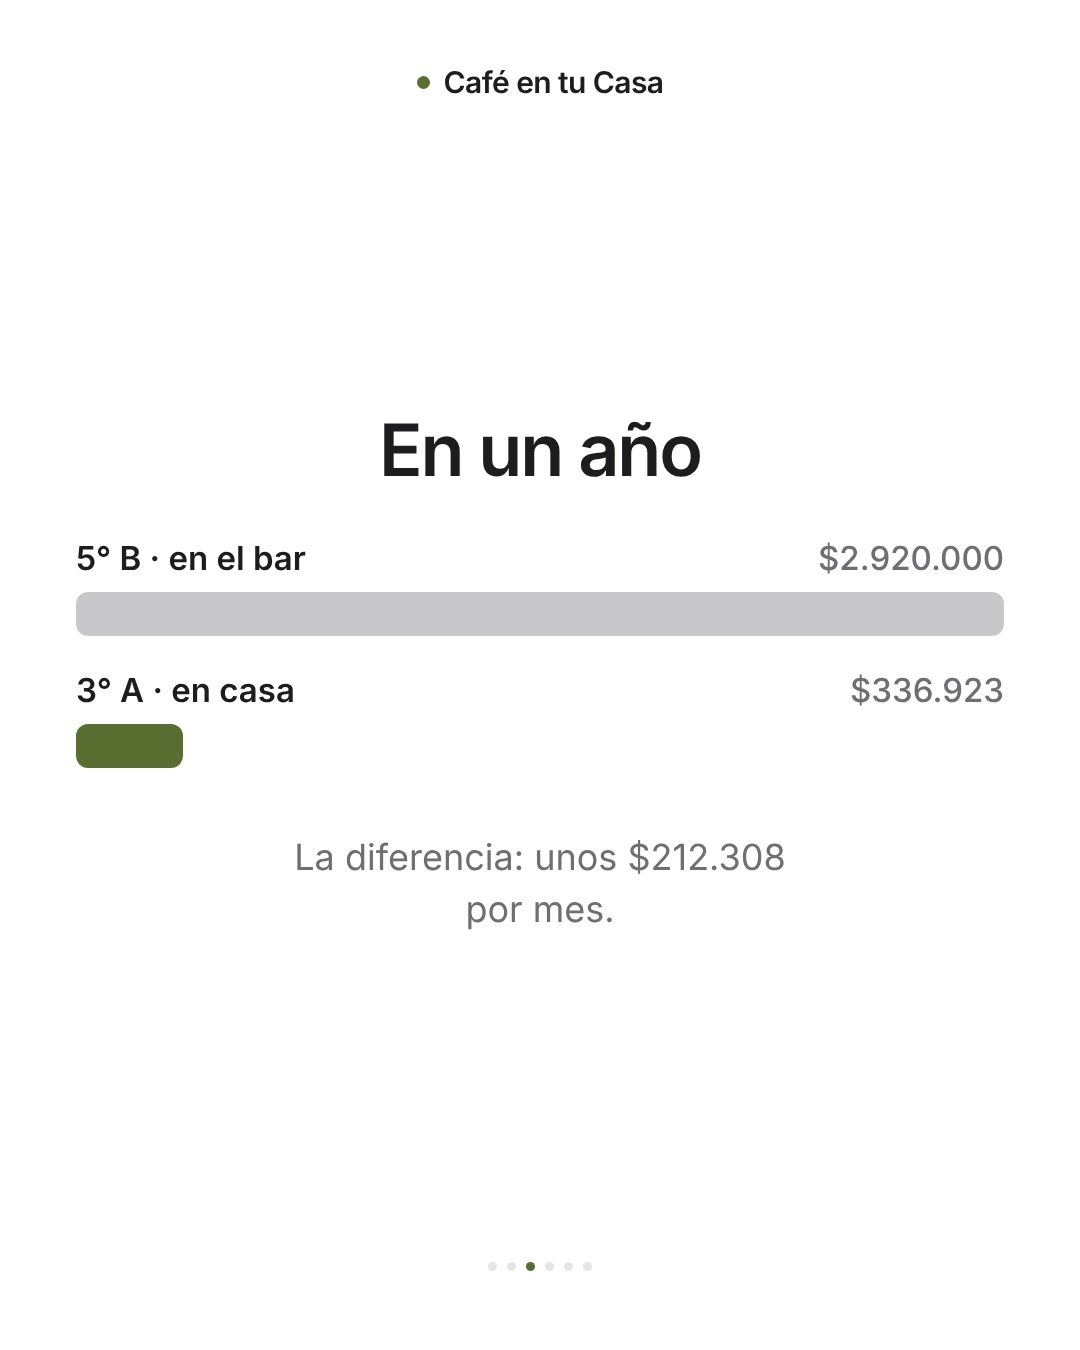 Café en tu Casa
En un año
5° B · en el bar $2.920.000
3° A · en casa $336.923
La diferencia: unos $212.308
por mes.